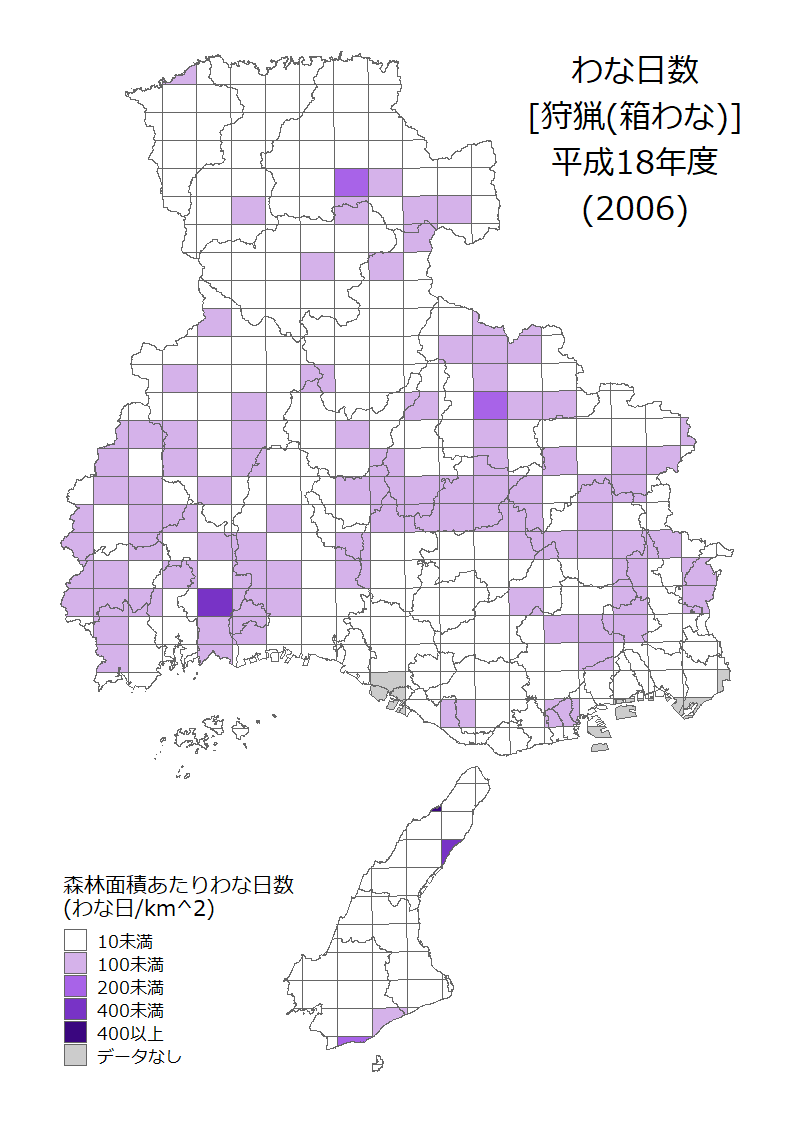 わな日数
[狩猟(箱わな)]
平成18年度
(2006)
森林面積あたりわな日数
(わな日/km^2)
10未満
100未満
200未満
400未満
400以上
データなし